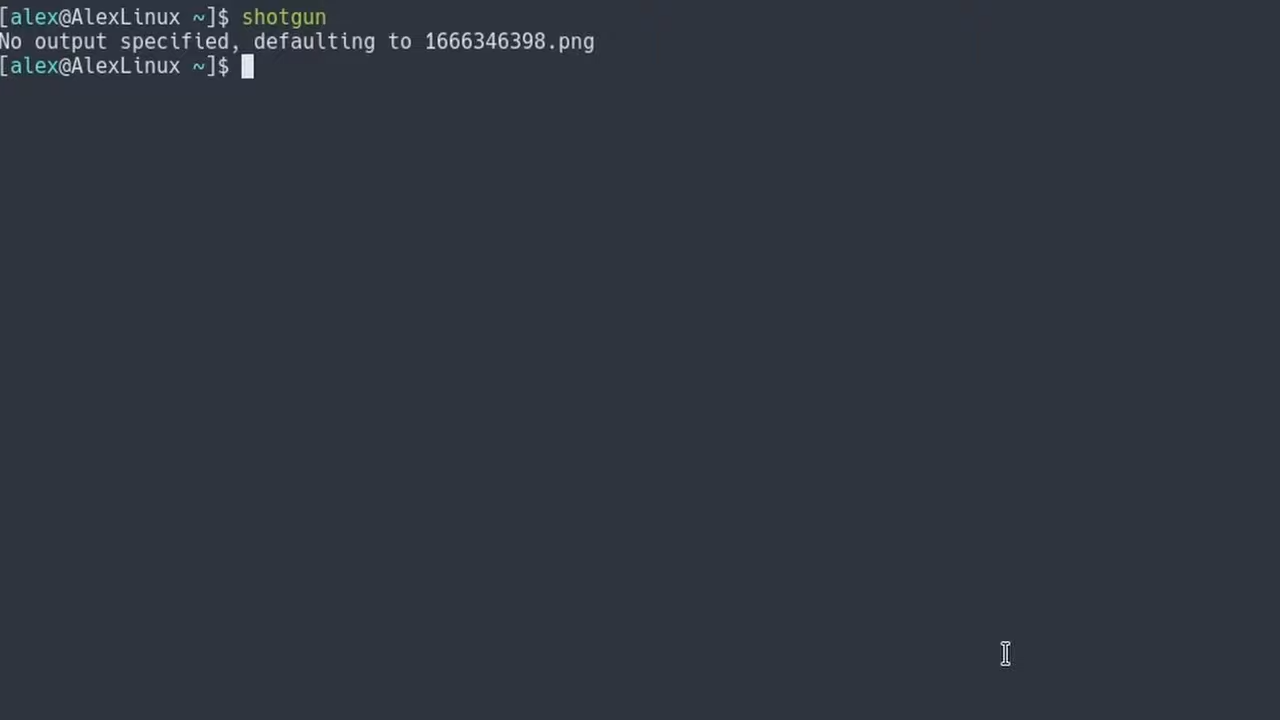 [alex@AlexLinux ~]$ shotgun
No output specified, defaulting to 1666346398.png
[alex@AlexLinux ~]$